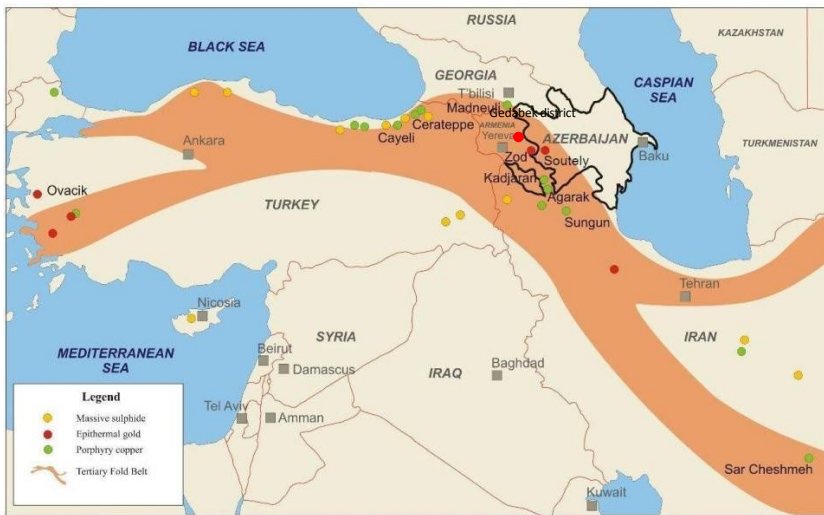 RUSSIA
KAZAKHSTAN
BLACK SEA
GEORGIA
CASPIAN
SEA
T'bilisi
Madneuli
Gedabek district
Cerateppe
ARMENIA
AZERBAIJAN
Ankara
Cayeli
Yereva
Baku
TURKMENISTAN
Zod
Soutely
Kadjaran
Ovacik
Agarak
TURKEY
Sungun
Tehran
Nicosia
SYRIA
IRAN
MEDITERRANEAN
SEA
Beirut
Damascus
IRAQ
Baghdad
Legend
Massive sulphide
Epithermal gold
Porphyry copper
Tertiary Fold Belt
Tel Aviv
Amman
Sar Cheshmeh
Kuwait